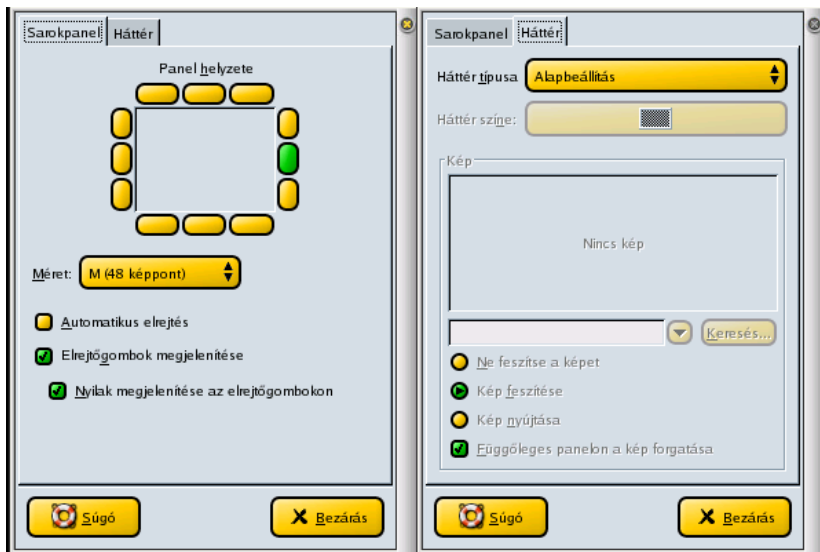 Sarokpanel Háttér
Panel helyzete
Méret: M (48 képpont)
Automatikus elrejtés
Elrejtőgombok megjelenítése
Nyilak megjelenítése az elrejtőgombokon
Súgó Bezárás
Sarokpanel Háttér
Háttér típusa Alapbeállítás
Háttér színe:
Kép
Nincs kép
Keresés...
Ne feszítse a képet
Kép feszítése
Kép nyújtása
Függőleges panelon a kép forgatása
Súgó Bezárás